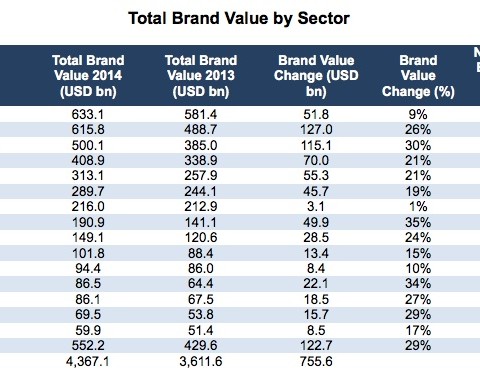 Total Brand Value by Sector
Total Brand Value 2014 (USD bn) Total Brand Value 2013 (USD bn) Brand Value Change (USD bn) Brand Value Change (%)
633.1 581.4 51.8 9%
615.8 488.7 127.0 26%
500.1 385.0 115.1 30%
408.9 338.9 70.0 21%
313.1 257.9 55.3 21%
289.7 244.1 45.7 19%
216.0 212.9 3.1 1%
190.9 141.1 49.9 35%
149.1 120.6 28.5 24%
101.8 88.4 13.4 15%
94.4 86.0 8.4 10%
86.5 64.4 22.1 34%
86.1 67.5 18.5 27%
69.5 53.8 15.7 29%
59.9 51.4 8.5 17%
552.2 429.6 122.7 29%
4,367.1 3,611.6 755.6